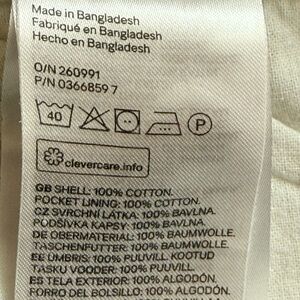 Made in Bangladesh
Fabriqué en Bangladesh
Hecho en Bangladesh
O/N 260991
P/N 0366859 7
40
P
clevercare.info
GB SHELL: 100% COTTON.
POCKET LINING: 100% COTTON.
CZ SVRCHNÍ LÁTKA: 100% BAVLNA.
PODŠÍVKA KAPSY: 100% BAVLNA.
DE OBERMATERIAL: 100% BAUMWOLLE.
TASCHENFUTTER: 100% BAUMWOLLE.
EE ÜMBRIS: 100% PUUVILL. KOOTUD
TASKU VOODER: 100% PUUVILL.
ES TELA EXTERIOR: 100% ALGODÓN.
FORRO DEL BOLSILLO: 100% ALGODÓN.